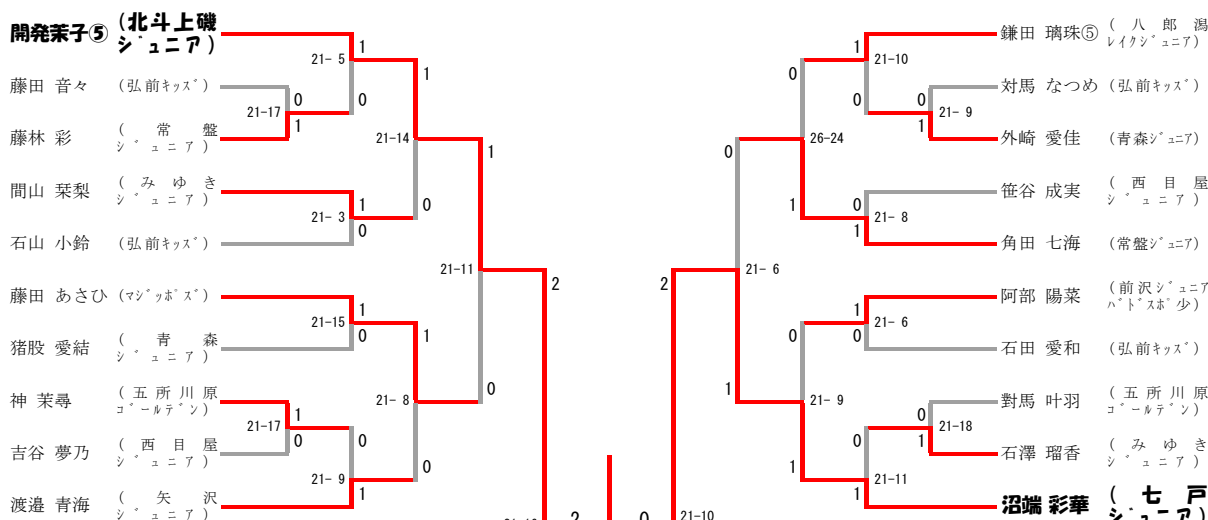 開発茉子⑤ (北斗上磯ジュニア)
藤田 音々 (弘前キッズ)
藤林 彩 (常盤ジュニア)
間山 栞梨 (みゆきジュニア)
石山 小鈴 (弘前キッズ)
藤田 あさひ (マジッボズ)
猪股 愛結 (青森ジュニア)
神 茉尋 (五所川原ゴールデン)
吉谷 夢乃 (西目屋ジュニア)
渡邉 青海 (矢沢ジュニア)
1
21- 5
0
0
21-17
1
1
21-14
0
1
21- 3
0
1
21-11
0
1
21-15
0
1
21- 8
0
1
21-17
0
0
21- 9
1
2
2
0
21-10
2
鎌田 璃珠⑤ (八郎潟レイクジュニア)
対馬 なつめ (弘前キッズ)
外崎 愛佳 (青森ジュニア)
笹谷 成実 (西目屋ジュニア)
角田 七海 (常盤ジュニア)
阿部 陽菜 (前沢ジュニアバドスポ少)
石田 愛和 (弘前キッズ)
對馬 叶羽 (五所川原ゴールデン)
石澤 瑠香 (みゆきジュニア)
沼端 彩華 (七戸ジュニア)
1
21-10
0
0
21- 9
1
0
26-24
1
0
21- 8
1
0
21- 6
1
1
21- 6
0
0
21- 9
1
0
21-18
1
0
21-11
1